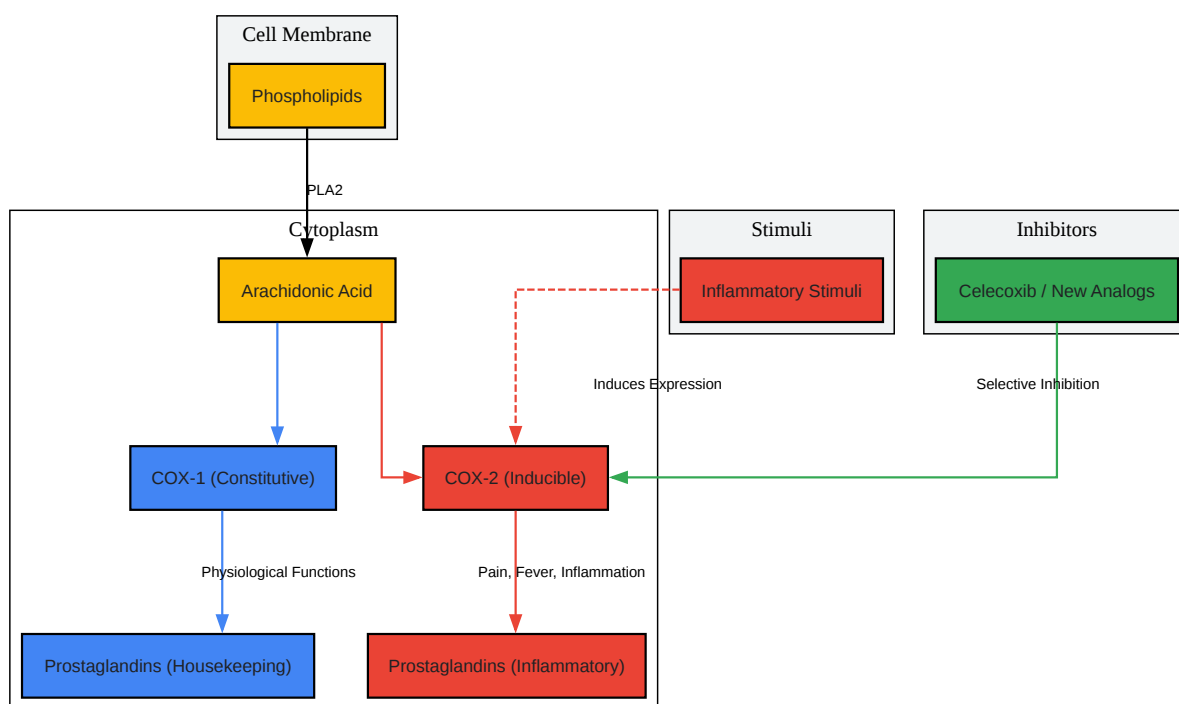 Cell Membrane
Phospholipids
PLA2
Cytoplasm
Stimuli
Inhibitors
Arachidonic Acid
Inflammatory Stimuli
Celecoxib / New Analogs
Induces Expression
Selective Inhibition
COX-1 (Constitutive)
COX-2 (Inducible)
Physiological Functions
Pain, Fever, Inflammation
Prostaglandins (Housekeeping)
Prostaglandins (Inflammatory)